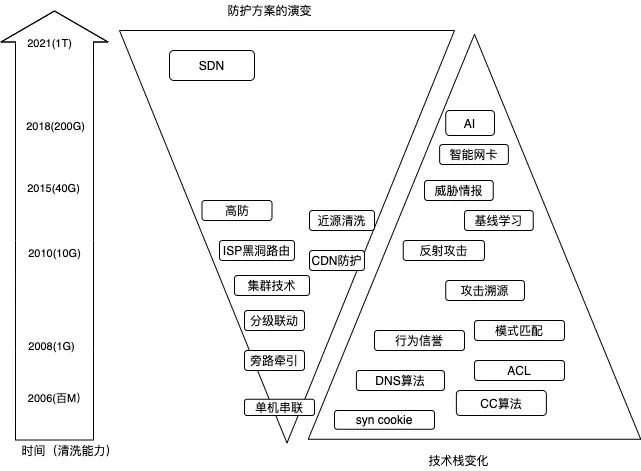 防护方案的演变
2021(1T)
SDN
2018(200G)
AI
智能网卡
2015(40G)
威胁情报
高防
近源清洗
基线学习
2010(10G)
ISP黑洞路由
CDN防护
反射攻击
集群技术
攻击溯源
分级联动
模式匹配
2008(1G)
行为信誉
旁路牵引
ACL
DNS算法
2006(百M）
单机串联
CC算法
syn cookie
时间（清洗能力）
技术栈变化